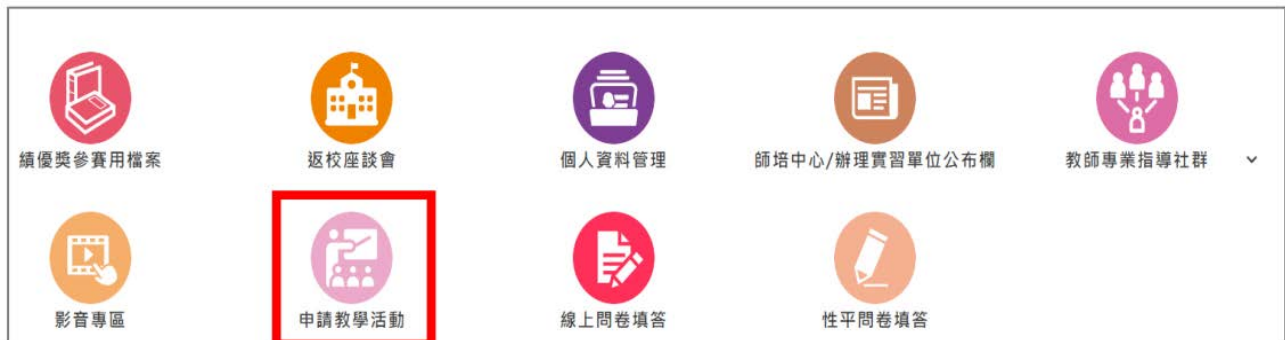 績優獎參賽用檔案
返校座談會
個人資料管理
師培中心/辦理實習單位公布欄
教師專業指導社群
影音專區
申請教學活動
線上問卷填答
性平問卷填答